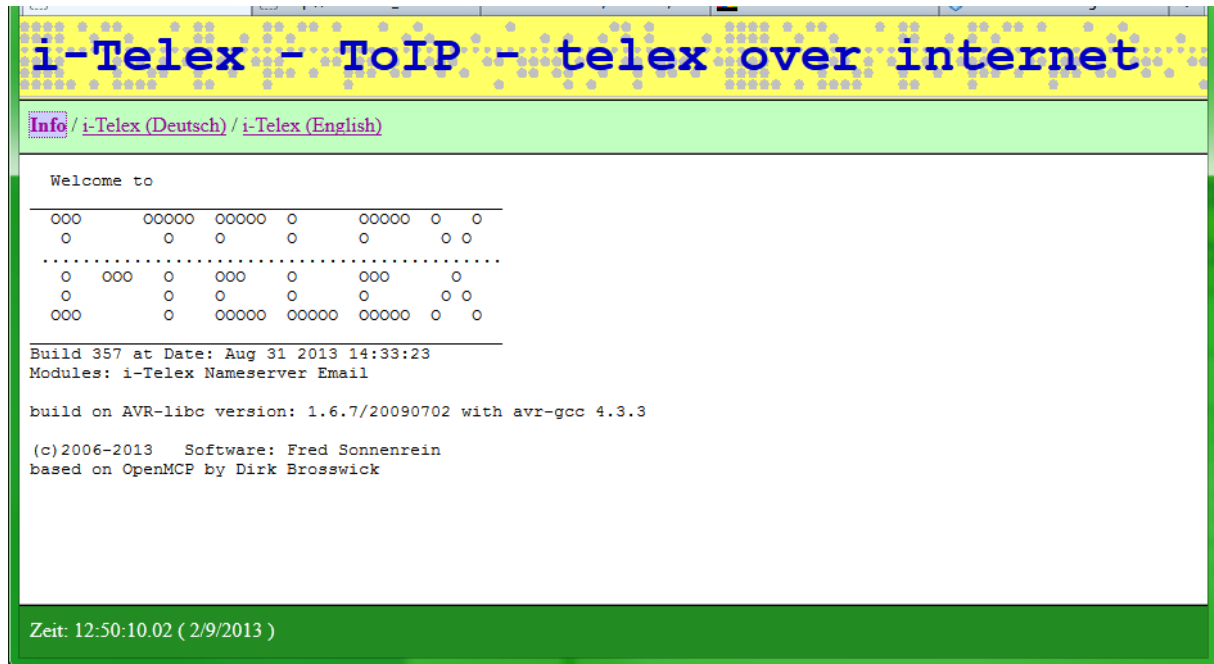 i-Telex - ToIP - telex over internet
Info / i-Telex (Deutsch) / i-Telex (English)
Welcome to
i-TELEX
Build 357 at Date: Aug 31 2013 14:33:23
Modules: i-Telex Nameserver Email
build on AVR-libc version: 1.6.7/20090702 with avr-gcc 4.3.3
(c)2006-2013 Software: Fred Sonnenrein
based on OpenMCP by Dirk Brosswick
Zeit: 12:50:10.02 ( 2/9/2013 )